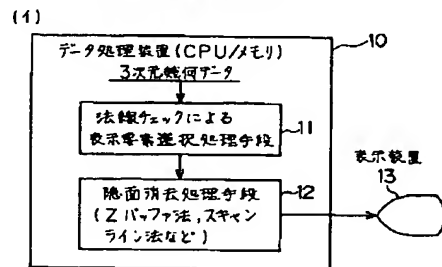 (イ)
データ処理装置(CPU/メモリ)
10
3次元幾何データ
法線チェックによる
表示要素選択処理手段
11
表示装置
13
隠面消去処理手段
12
(Zバッファ法,スキャン
ライン法など)